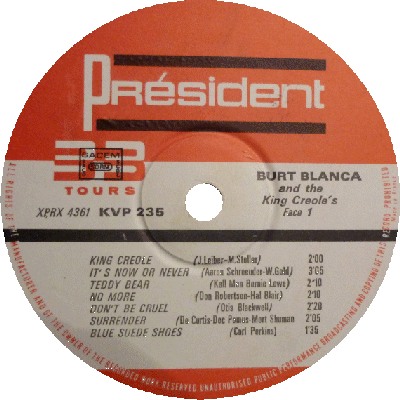 Président
33
SACEM
TOURS
XPRX 4361 KVP 235
BURT BLANCA
and the
King Creole's
Face 1
KING CREOLE (J.Leiber-M.Stoller) 2'00
IT'S NOW OR NEVER (Aaron Schroeder-W.Gold) 3'05
TEDDY BEAR (Kall Man Bernie Lowe) 2'10
NO MORE (Don Robertson-Hal Blair) 2'10
DON'T BE CRUEL (Otis Blackwell) 2'20
SURRENDER (De Curtis-Doc Pomus-Mort Shuman 2'05
BLUE SUEDE SHOES (Carl Perkins) 1'35
ALL RIGHTS OF THE MANUFACTURER AND OF THE OWNER OF THE RECORDED WORK RESERVED UNAUTHORISED PUBLIC PERFORMANCE BROADCASTING AND COPYING OF THIS RECORD PROHIBITED